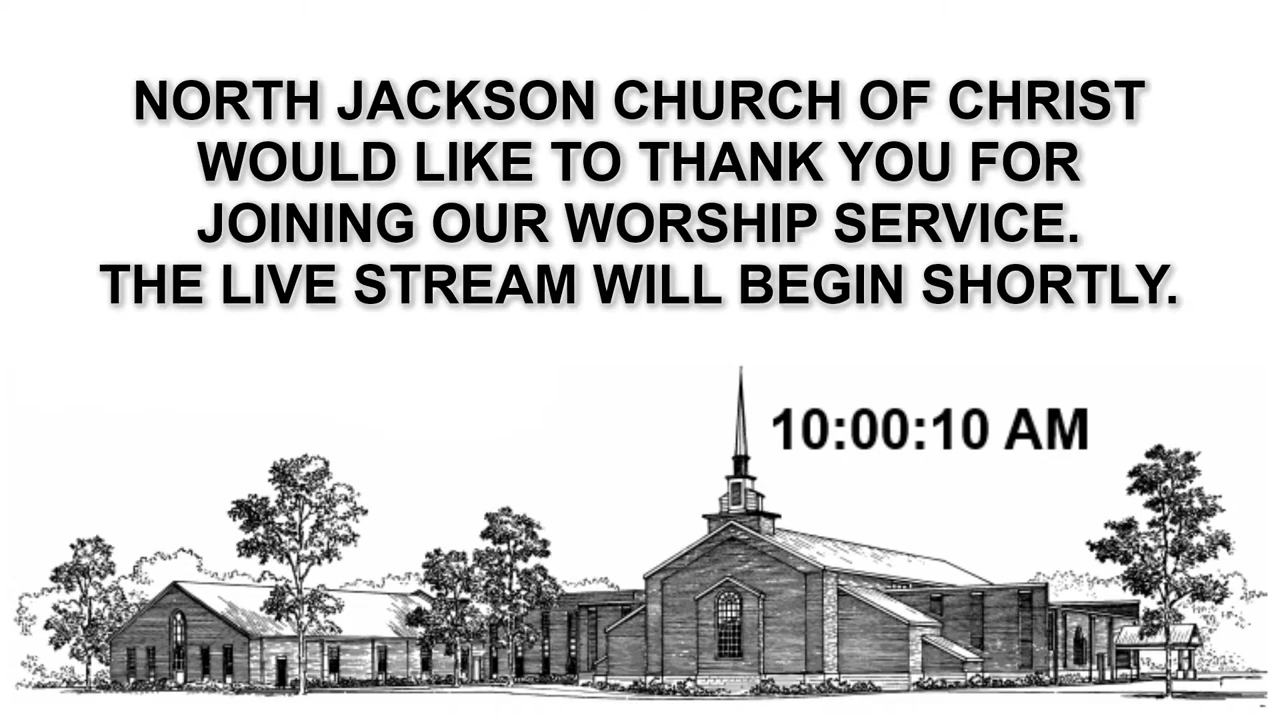 NORTH JACKSON CHURCH OF CHRIST
WOULD LIKE TO THANK YOU FOR
JOINING OUR WORSHIP SERVICE.
THE LIVE STREAM WILL BEGIN SHORTLY.
10:00:10 AM